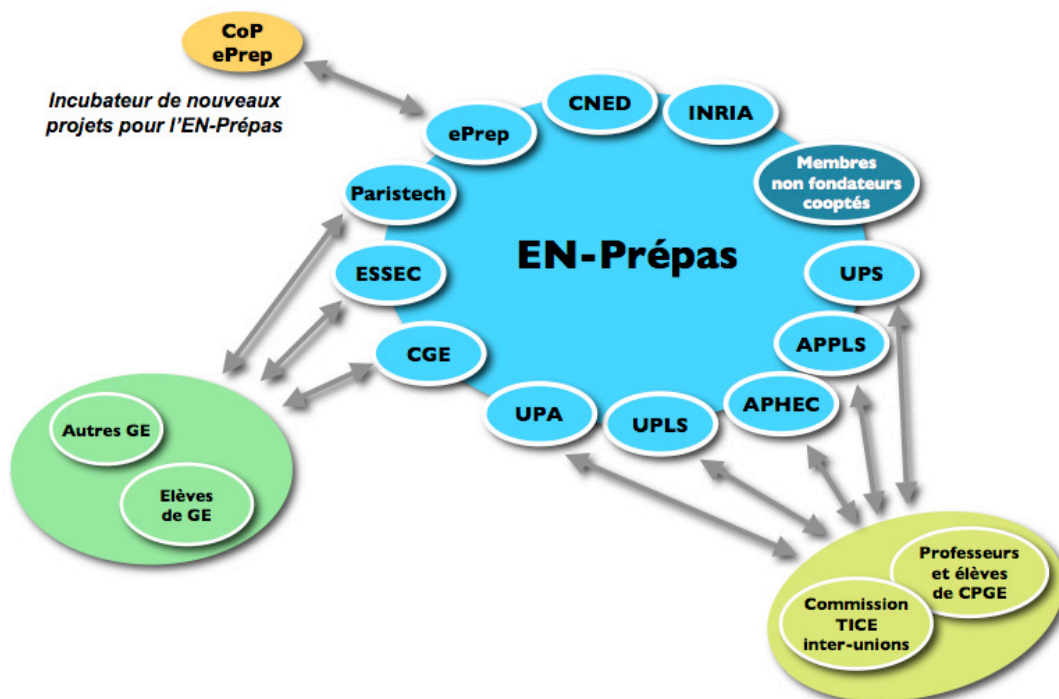 CoP
ePrep
Incubateur de nouveaux
projets pour l'EN-Prépas
CNED
INRIA
ePrep
Membres
non fondateurs
cooptés
Paristech
EN-Prépas
ESSEC
UPS
CGE
APPLS
UPA
UPLS
APHEC
Autres GE
Elèves
de GE
Professeurs
et élèves
de CPGE
Commission
TICE
inter-unions